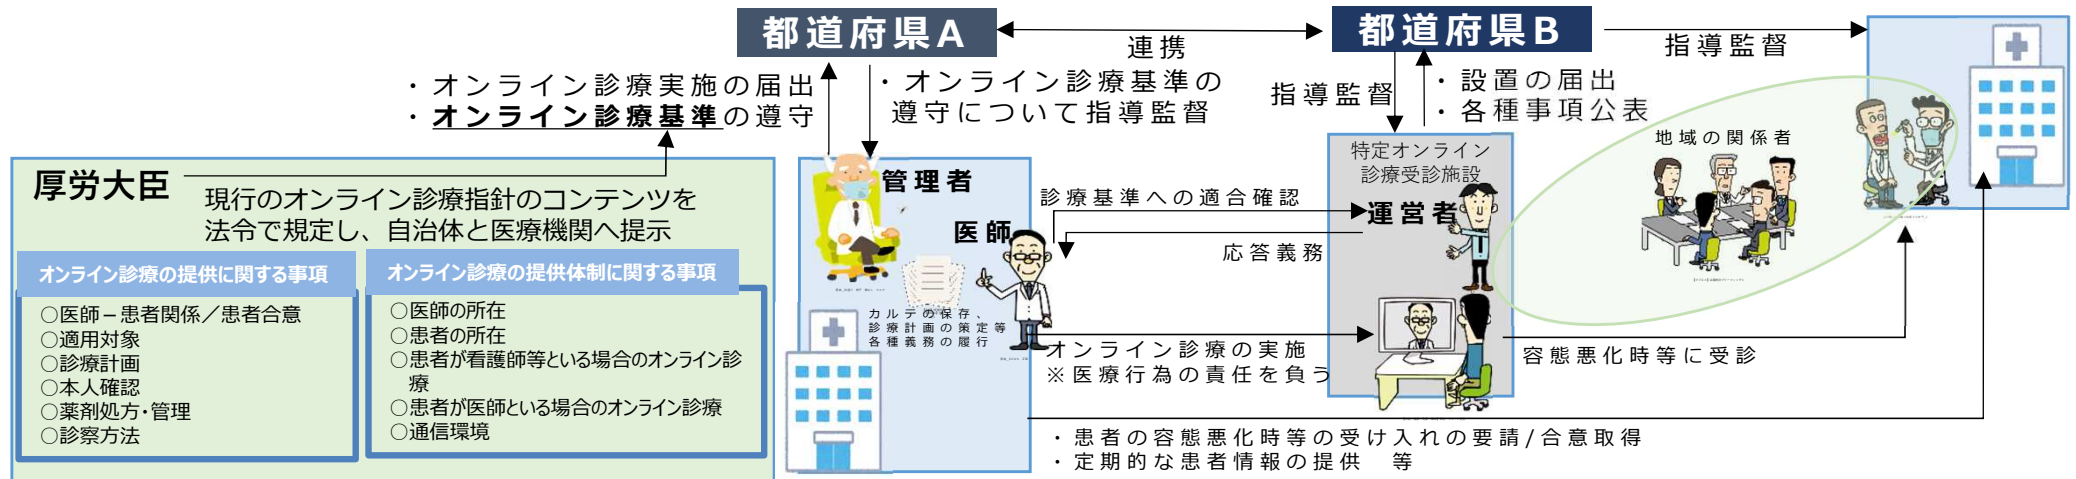 都道府県A
都道府県B
連携
指導監督
・オンライン診療実施の届出
・オンライン診療基準の遵守
・オンライン診療基準の
遵守について指導監督
指導監督
・設置の届出
・各種事項公表
厚労大臣
現行のオンライン診療指針のコンテンツを
法令で規定し、自治体と医療機関へ提示
オンライン診療の提供に関する事項
○医師－患者関係／患者合意
○適用対象
○診療計画
○本人確認
○薬剤処方・管理
○診察方法
オンライン診療の提供体制に関する事項
○医師の所在
○患者の所在
○患者が看護師等といる場合のオンライン診
療
○患者が医師といる場合のオンライン診療
○通信環境
管理者
医師
カルテの保存、
診療計画の策定等
各種義務の履行
診療基準への適合確認
応答義務
特定オンライン
診療受診施設
運営者
地域の関係者
オンライン診療の実施
※医療行為の責任を負う
容態悪化時等に受診
・患者の容態悪化時等の受け入れの要請/合意取得
・定期的な患者情報の提供　等